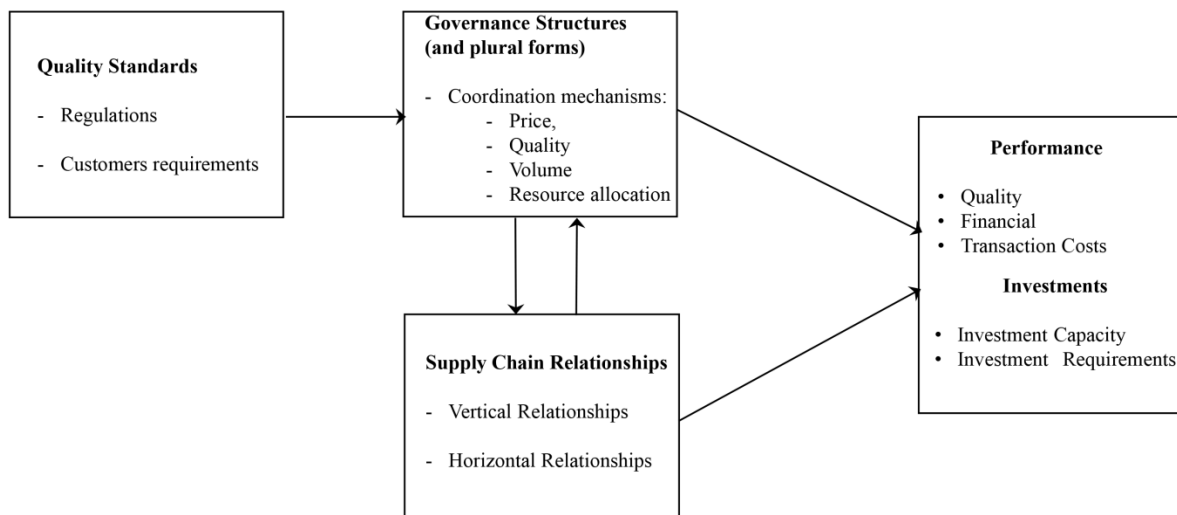 Quality Standards
- Regulations
- Customers requirements
Governance Structures
(and plural forms)
- Coordination mechanisms:
- Price,
- Quality
- Volume
- Resource allocation
Supply Chain Relationships
- Vertical Relationships
- Horizontal Relationships
Performance
• Quality
• Financial
• Transaction Costs
Investments
• Investment Capacity
• Investment Requirements